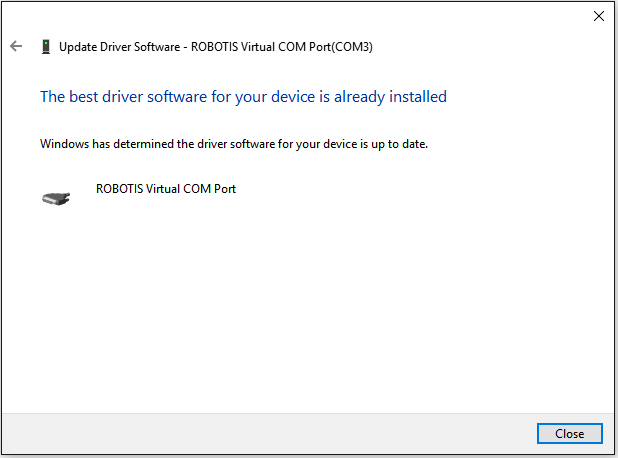 Update Driver Software - ROBOTIS Virtual COM Port(COM3)
The best driver software for your device is already installed
Windows has determined the driver software for your device is up to date.
ROBOTIS Virtual COM Port
Close